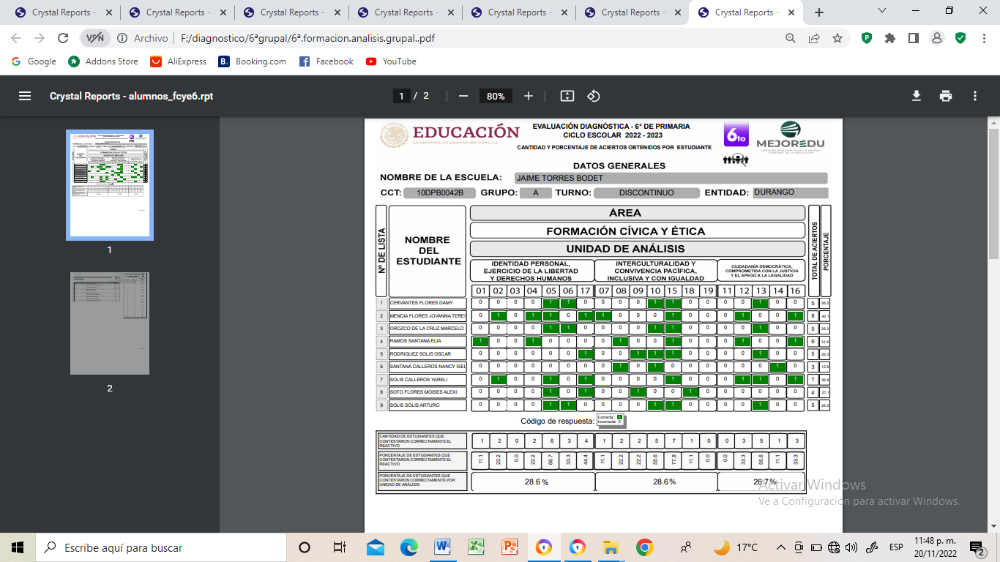 Crystal Reports - Crystal Reports - Crystal Reports - Crystal Reports - Crystal Reports - Crystal Reports - Crystal Reports -
VPN Archivo F:/diagnostico/6ªgrupal/6ª.formacion.analisis.grupal..pdf
Google Addons Store AliExpress Booking.com Facebook YouTube
Crystal Reports - alumnos_fcye6.rpt 1 / 2 80%
1
2
EDUCACIÓN
SECRETARÍA DE EDUCACIÓN PÚBLICA
EVALUACIÓN DIAGNÓSTICA - 6° DE PRIMARIA
CICLO ESCOLAR 2022 - 2023
CANTIDAD Y PORCENTAJE DE ACIERTOS OBTENIDOS POR ESTUDIANTE
6to
MEJOREDU
COMISIÓN NACIONAL PARA LA MEJORA
CONTINUA DE LA EDUCACIÓN
DATOS GENERALES
NOMBRE DE LA ESCUELA: JAIME TORRES BODET
CCT: 10DPB0042B GRUPO: A TURNO: DISCONTINUO ENTIDAD: DURANGO
Nº DE LISTA
NOMBRE
DEL
ESTUDIANTE
ÁREA
FORMACIÓN CÍVICA Y ÉTICA
UNIDAD DE ANÁLISIS
IDENTIDAD PERSONAL,
EJERCICIO DE LA LIBERTAD
Y DERECHOS HUMANOS
INTERCULTURALIDAD Y
CONVIVENCIA PACÍFICA,
INCLUSIVA Y CON IGUALDAD
CIUDADANÍA DEMOCRÁTICA,
COMPROMETIDA CON LA JUSTICIA
Y EL APEGO A LA LEGALIDAD
TOTAL DE ACIERTOS
PORCENTAJE
01 02 03 04 05 06 17 07 08 09 10 15 18 19 11 12 13 14 16
1 CERVANTES FLORES DAMY 0 0 0 0 1 1 0 0 0 0 1 1 0 0 0 0 1 0 0 5 26.3
2 MENDIA FLORES JOVANNA TERES 0 1 0 1 1 0 1 1 0 0 0 1 0 0 0 1 0 0 1 8 42.1
3 OROZCO DE LA CRUZ MARCELO 0 0 0 0 1 1 0 0 0 0 1 1 0 0 0 0 1 0 0 5 26.3
4 RAMOS SANTANA ELIA 1 0 0 1 0 0 0 0 1 0 0 1 0 0 0 1 0 0 1 6 31.6
5 RODRIGUEZ SOLIS OSCAR 0 0 0 0 0 0 1 0 0 1 1 1 0 0 0 0 1 0 0 5 26.3
6 SANTANA CALLEROS NANCY ISEL 0 0 0 0 0 0 0 0 1 0 1 0 0 0 0 0 0 1 0 3 15.8
7 SOLIS CALLEROS YARELI 0 1 0 0 1 0 1 0 0 0 0 1 0 0 0 1 1 0 1 7 36.8
8 SOTO FLORES MOISES ALEXI 0 0 0 0 1 0 1 0 0 1 0 0 1 0 0 0 0 0 0 4 21.1
9 SOLIS SOLIS ARTURO 0 0 0 0 1 1 0 0 0 0 1 1 0 0 0 0 1 0 0 5 26.3
Código de respuesta: Correcta : 1
Incorrecta: 0
CANTIDAD DE ESTUDIANTES QUE
CONTESTARON CORRECTAMENTE EL
REACTIVO
1 2 0 2 6 3 4 1 2 2 5 7 1 0 0 3 5 1 3
PORCENTAJE DE ESTUDIANTES QUE
CONTESTARON CORRECTAMENTE EL
REACTIVO
11.1 22.2 0.0 22.2 66.7 33.3 44.4 11.1 22.2 22.2 55.6 77.8 11.1 0.0 0.0 33.3 55.6 11.1 33.3
PORCENTAJE DE ESTUDIANTES QUE
CONTESTARON CORRECTAMENTE POR
UNIDAD DE ANÁLISIS
28.6 % 28.6% 26.7%
Activar Windows
Ve a Configuración para activar Windows.
Escribe aquí para buscar
17°C ESP 11:48 p. m.
20/11/2022 2